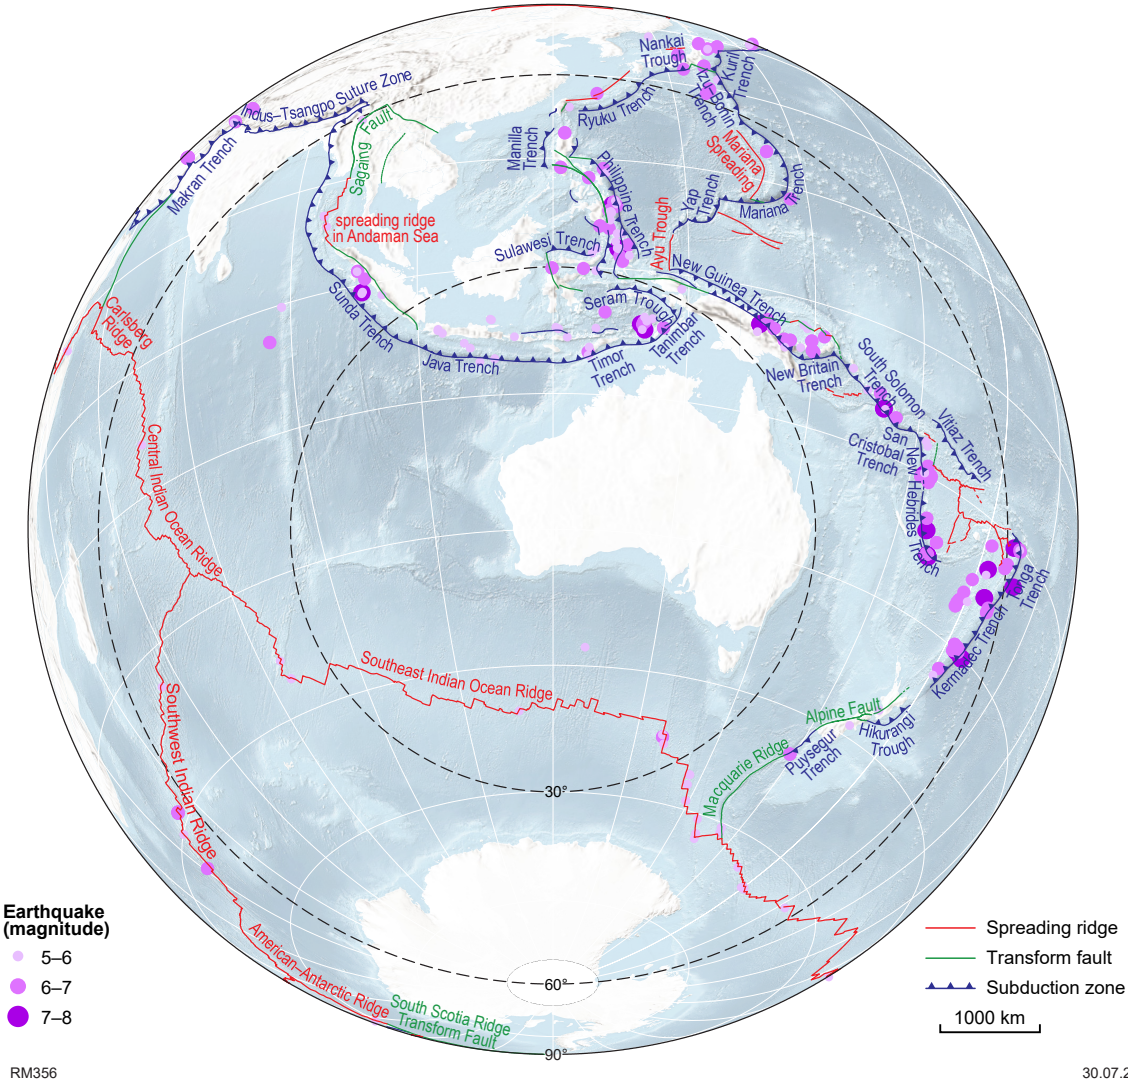 Nankai
Trough
Kuril
Trench
Izu-Bonin
Trench
Indus–Tsangpo Suture Zone
Ryuku Trench
Makran Trench
Sagaing Fault
Manilla
Trench
Philippine Trench
Mariana
Spreading
Yap
Trench
Mariana Trench
Ayu Trough
spreading ridge
in Andaman Sea
Sulawesi Trench
New Guinea Trench
Seram Trough
Sunda Trench
Tanimbar
Trench
Carlsberg
Ridge
Java Trench
Timor
Trench
New Britain
Trench
South Solomon
Trench
San
Cristobal
Trench
Vitiaz Trench
New Hebrides Trench
Central Indian Ocean Ridge
Tonga
Trench
Kermadec Trench
Southeast Indian Ocean Ridge
Southwest Indian Ridge
Alpine Fault
Hikurangi
Trough
Puysegur
Trench
Macquarie Ridge
30°
American–Antarctic Ridge
South Scotia Ridge
Transform Fault
60°
90°
Earthquake
(magnitude)
5–6
6–7
7–8
Spreading ridge
Transform fault
Subduction zone
1000 km
RM356
30.07.2